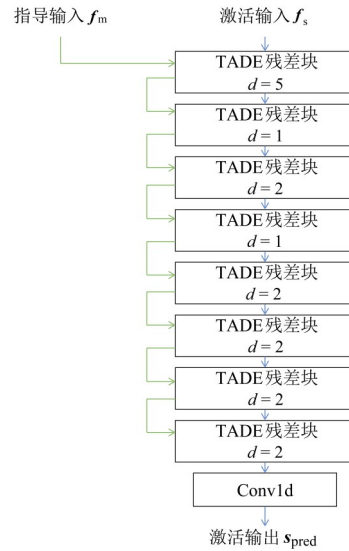 指导输入 fm 激活输入 fs
TADE残差块
d = 5
TADE残差块
d = 1
TADE残差块
d = 2
TADE残差块
d = 1
TADE残差块
d = 2
TADE残差块
d = 2
TADE残差块
d = 2
TADE残差块
d = 2
Conv1d
激活输出 spred